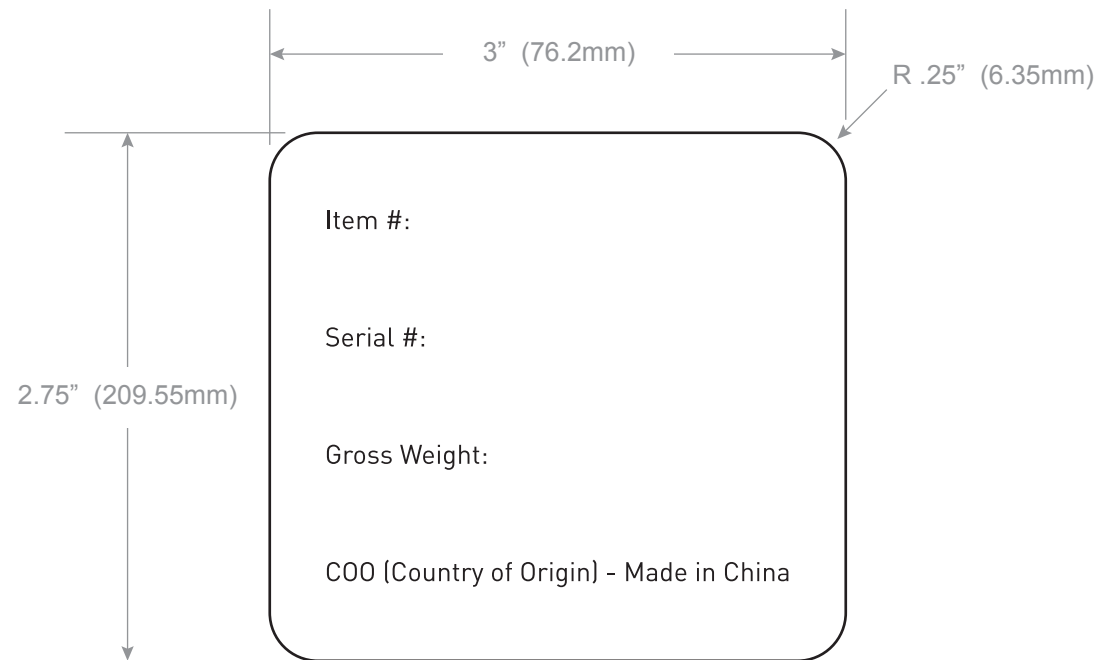 3” (76.2mm)
R .25” (6.35mm)
Item #:
Serial #:
2.75” (209.55mm)
Gross Weight:
COO (Country of Origin) - Made in China